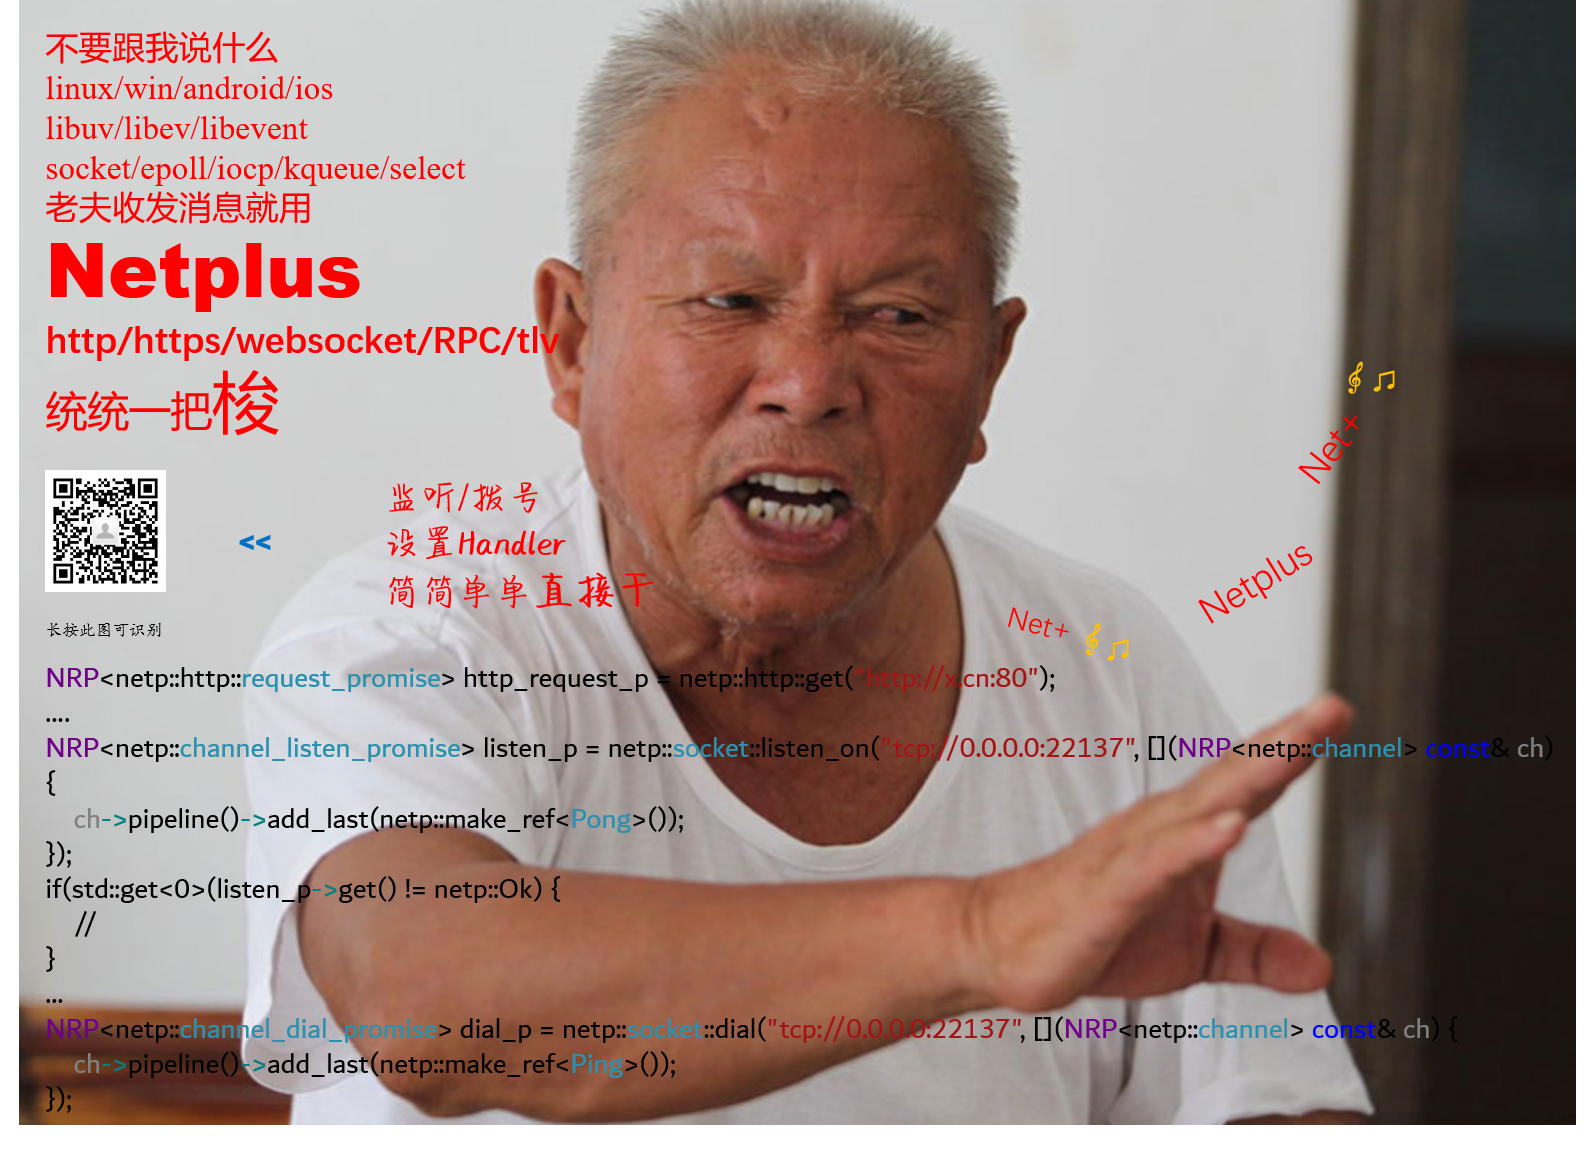 不要跟我说什么
linux/win/android/ios
libuv/libev/libevent
socket/epoll/iocp/kqueue/select
老夫收发消息就用
Netplus
http/https/websocket/RPC/tlv
统统一把梭
Net+
<<
监听/拨号
设置Handler
简简单单直接干
Netplus
Net+
长按此图可识别
NRP<netp::http::request_promise> http_request_p = netp::http::get("http://x.cn:80");
....
NRP<netp::channel_listen_promise> listen_p = netp::socket::listen_on("tcp://0.0.0.0:22137", [](NRP<netp::channel> const& ch)
{
ch->pipeline()->add_last(netp::make_ref<Pong>());
});
if(std::get<0>(listen_p->get() != netp::Ok) {
//
}
...
NRP<netp::channel_dial_promise> dial_p = netp::socket::dial("tcp://0.0.0.0:22137", [](NRP<netp::channel> const& ch) {
ch->pipeline()->add_last(netp::make_ref<Ping>());
});